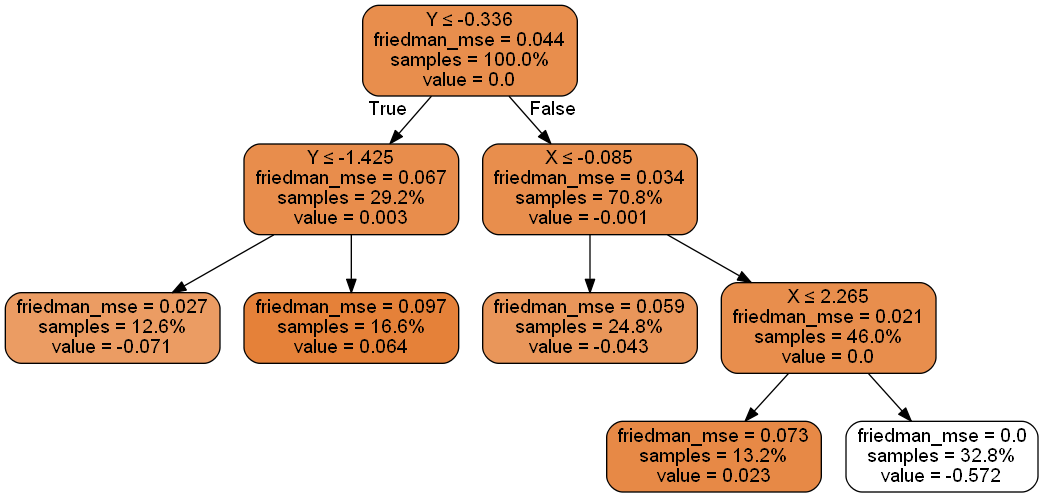 Y ≤ -0.336
friedman_mse = 0.044
samples = 100.0%
value = 0.0
True
False
Y ≤ -1.425
friedman_mse = 0.067
samples = 29.2%
value = 0.003
X ≤ -0.085
friedman_mse = 0.034
samples = 70.8%
value = -0.001
friedman_mse = 0.027
samples = 12.6%
value = -0.071
friedman_mse = 0.097
samples = 16.6%
value = 0.064
friedman_mse = 0.059
samples = 24.8%
value = -0.043
X ≤ 2.265
friedman_mse = 0.021
samples = 46.0%
value = 0.0
friedman_mse = 0.073
samples = 13.2%
value = 0.023
friedman_mse = 0.0
samples = 32.8%
value = -0.572